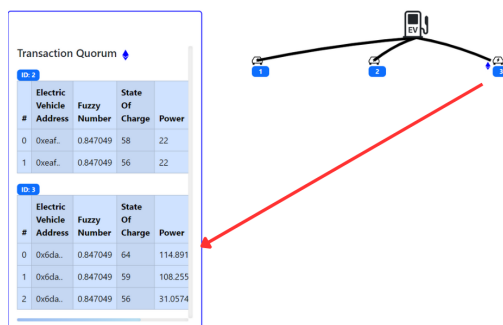 Transaction Quorum
ID: 2
# Electric Vehicle Address Fuzzy Number State Of Charge Power
0 0xeaf.. 0.847049 58 22
1 0xeaf.. 0.847049 56 22
ID: 3
# Electric Vehicle Address Fuzzy Number State Of Charge Power
0 0x6da.. 0.847049 64 114.891
1 0x6da.. 0.847049 59 108.255
2 0x6da.. 0.847049 56 31.0574
EV
1 2 3